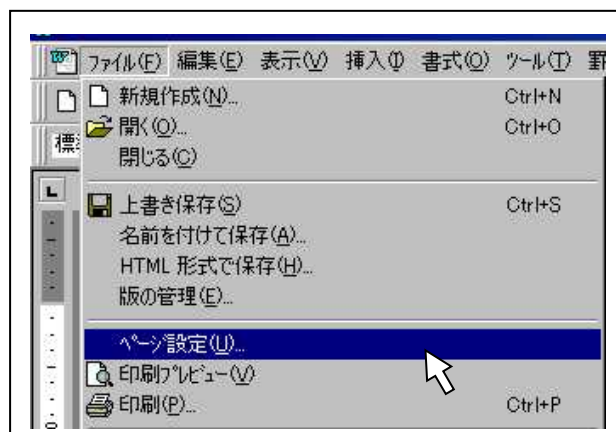 ファイル(F) 編集(E) 表示(V) 挿入(I) 書式(O) ツール(T) 罫
新規作成(N)... Ctrl+N
開く(O)... Ctrl+O
標準
閉じる(C)
L
上書き保存(S) Ctrl+S
名前を付けて保存(A)...
HTML 形式で保存(H)...
版の管理(E)...
ページ設定(U)...
印刷プレビュー(V)
印刷(P)... Ctrl+P